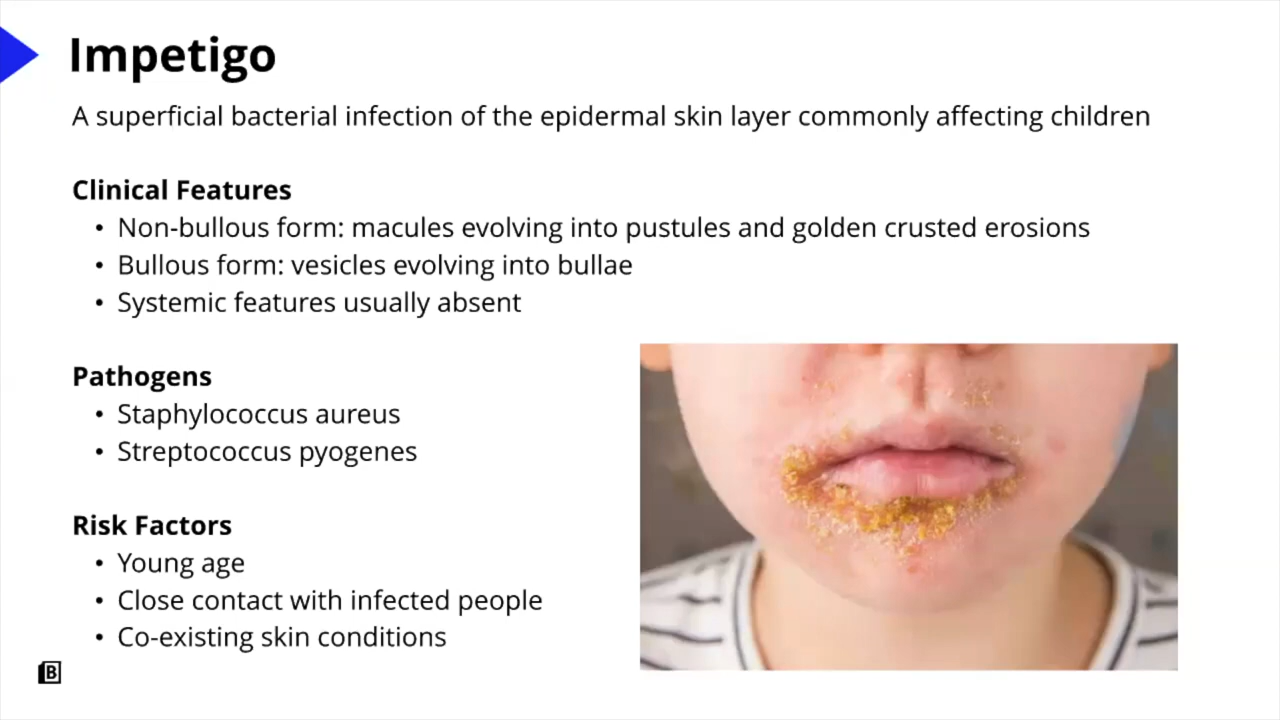 Impetigo
A superficial bacterial infection of the epidermal skin layer commonly affecting children
Clinical Features
• Non-bullous form: macules evolving into pustules and golden crusted erosions
• Bullous form: vesicles evolving into bullae
• Systemic features usually absent
Pathogens
• Staphylococcus aureus
• Streptococcus pyogenes
Risk Factors
• Young age
• Close contact with infected people
• Co-existing skin conditions
B